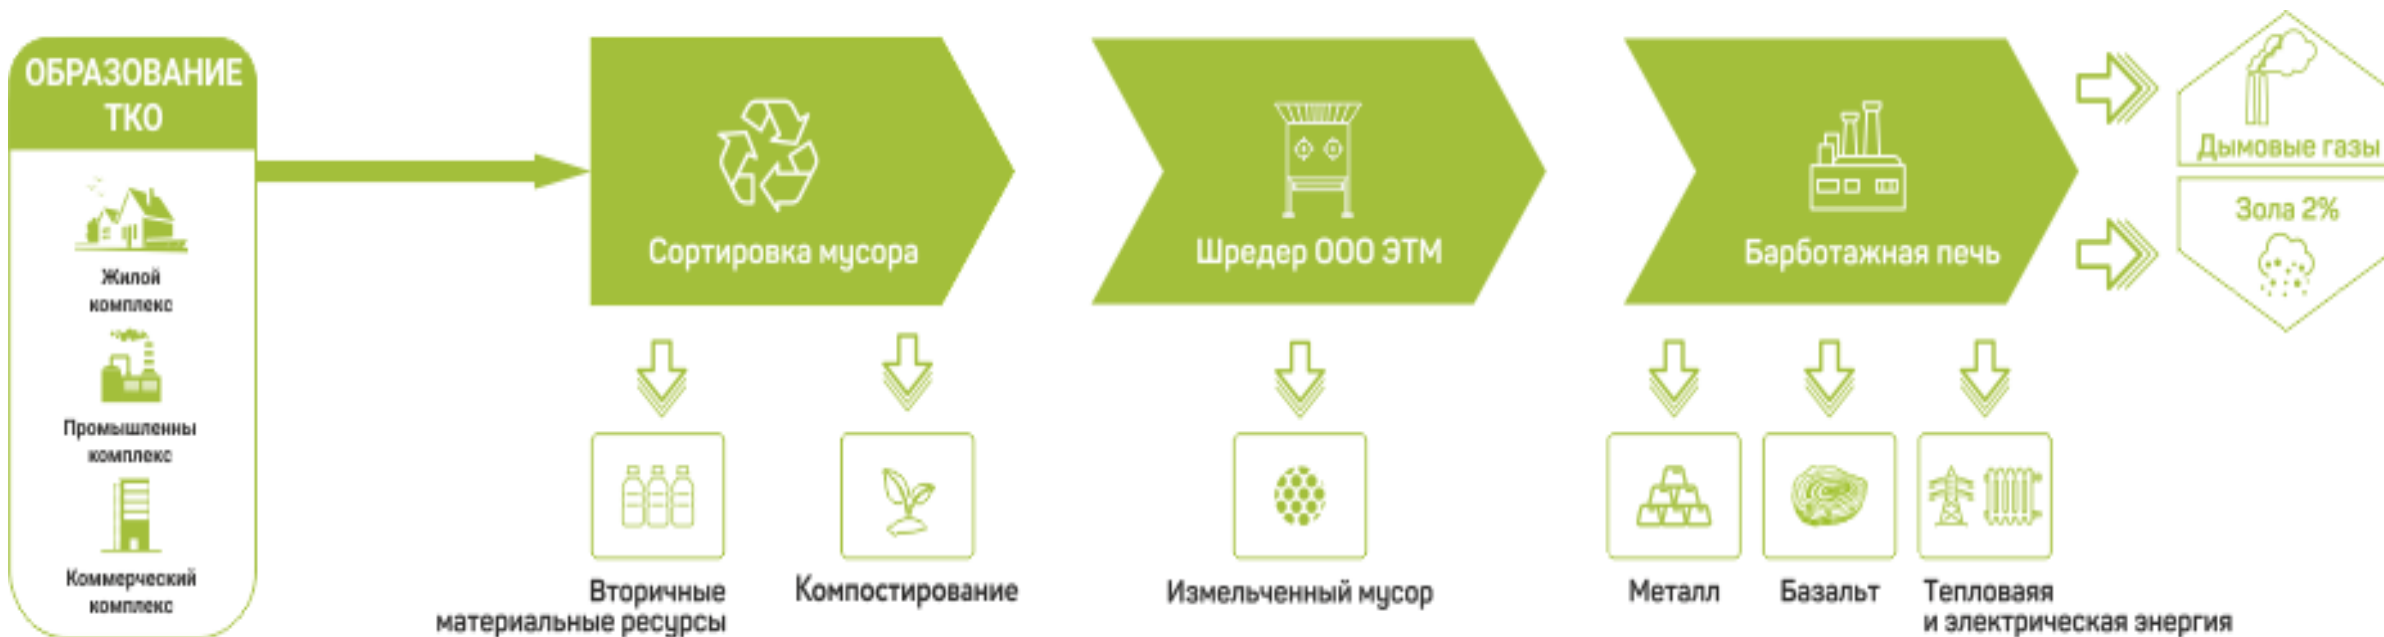 ОБРАЗОВАНИЕ
ТКО
Жилой
комплекс
Промышленны
комплекс
Коммерческий
комплекс
Сортировка мусора
Вторичные
материальные ресурсы
Компостирование
Шредер ООО ЭТМ
Измельченный мусор
Барботажная печь
Металл
Базальт
Тепловаяя
и электрическая энергия
Дымовые газы
Зола 2%